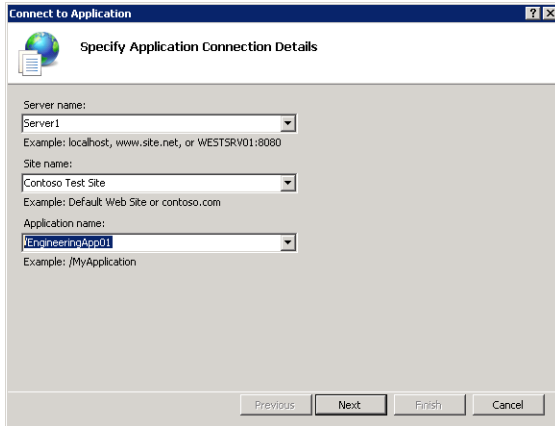 Connect to Application
Specify Application Connection Details
Server name:
Server1
Example: localhost, www.site.net, or WESTSRV01:8080
Site name:
Contoso Test Site
Example: Default Web Site or contoso.com
Application name:
/EngineeringApp01
Example: /MyApplication
Previous Next Finish Cancel